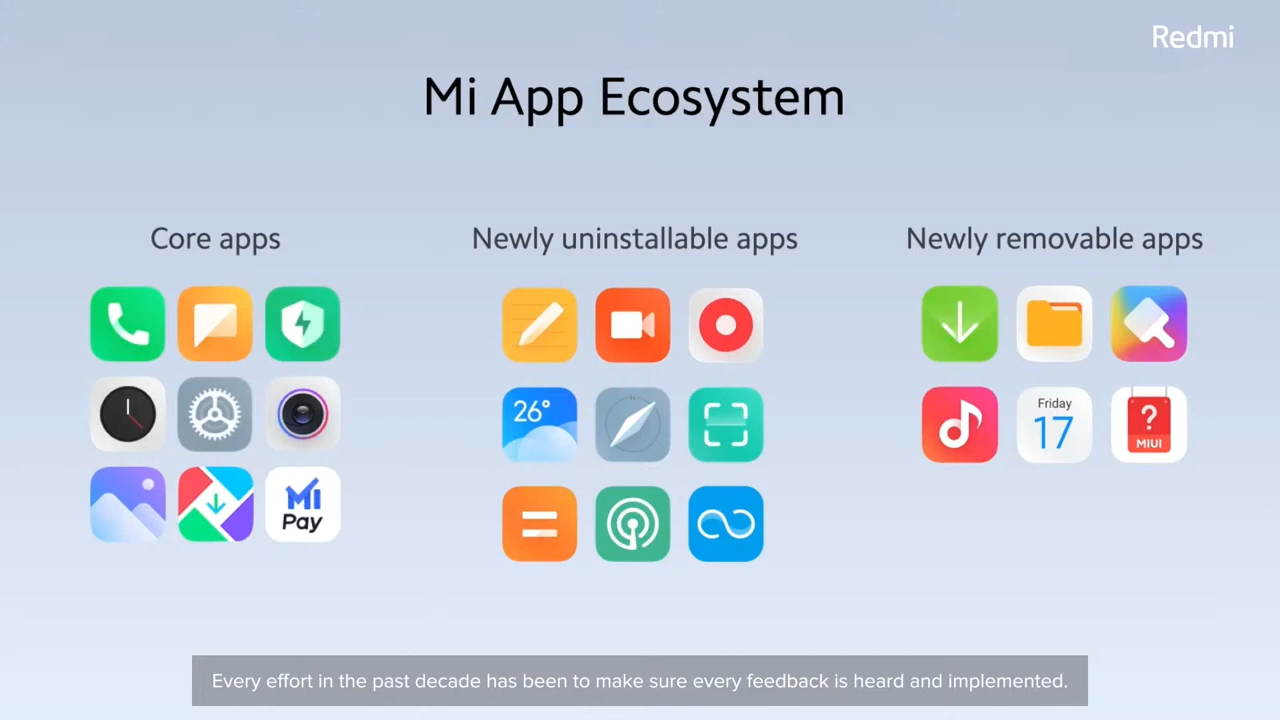 Redmi
Mi App Ecosystem
Core apps
Newly uninstallable apps
Newly removable apps
26°
Friday
17
?
MIUI
MI
Pay
Every effort in the past decade has been to make sure every feedback is heard and implemented.